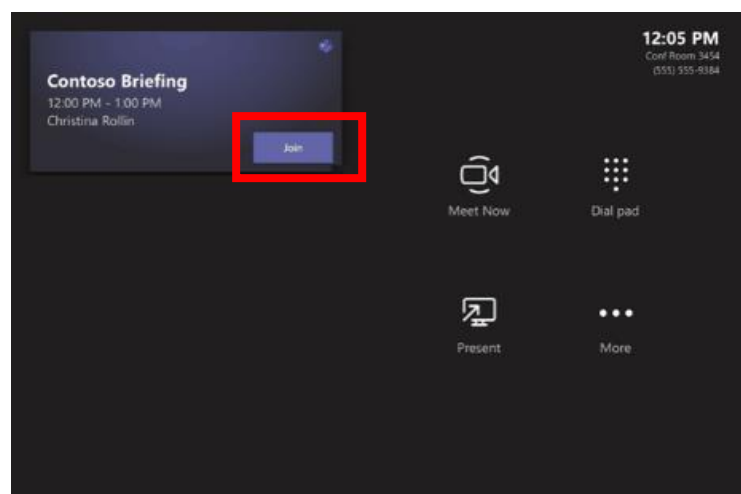 Contoso Briefing
12:00 PM - 1:00 PM
Christina Rollin
Join
12:05 PM
Conf Room 3454
(555) 555-9384
Meet Now
Dial pad
Present
More